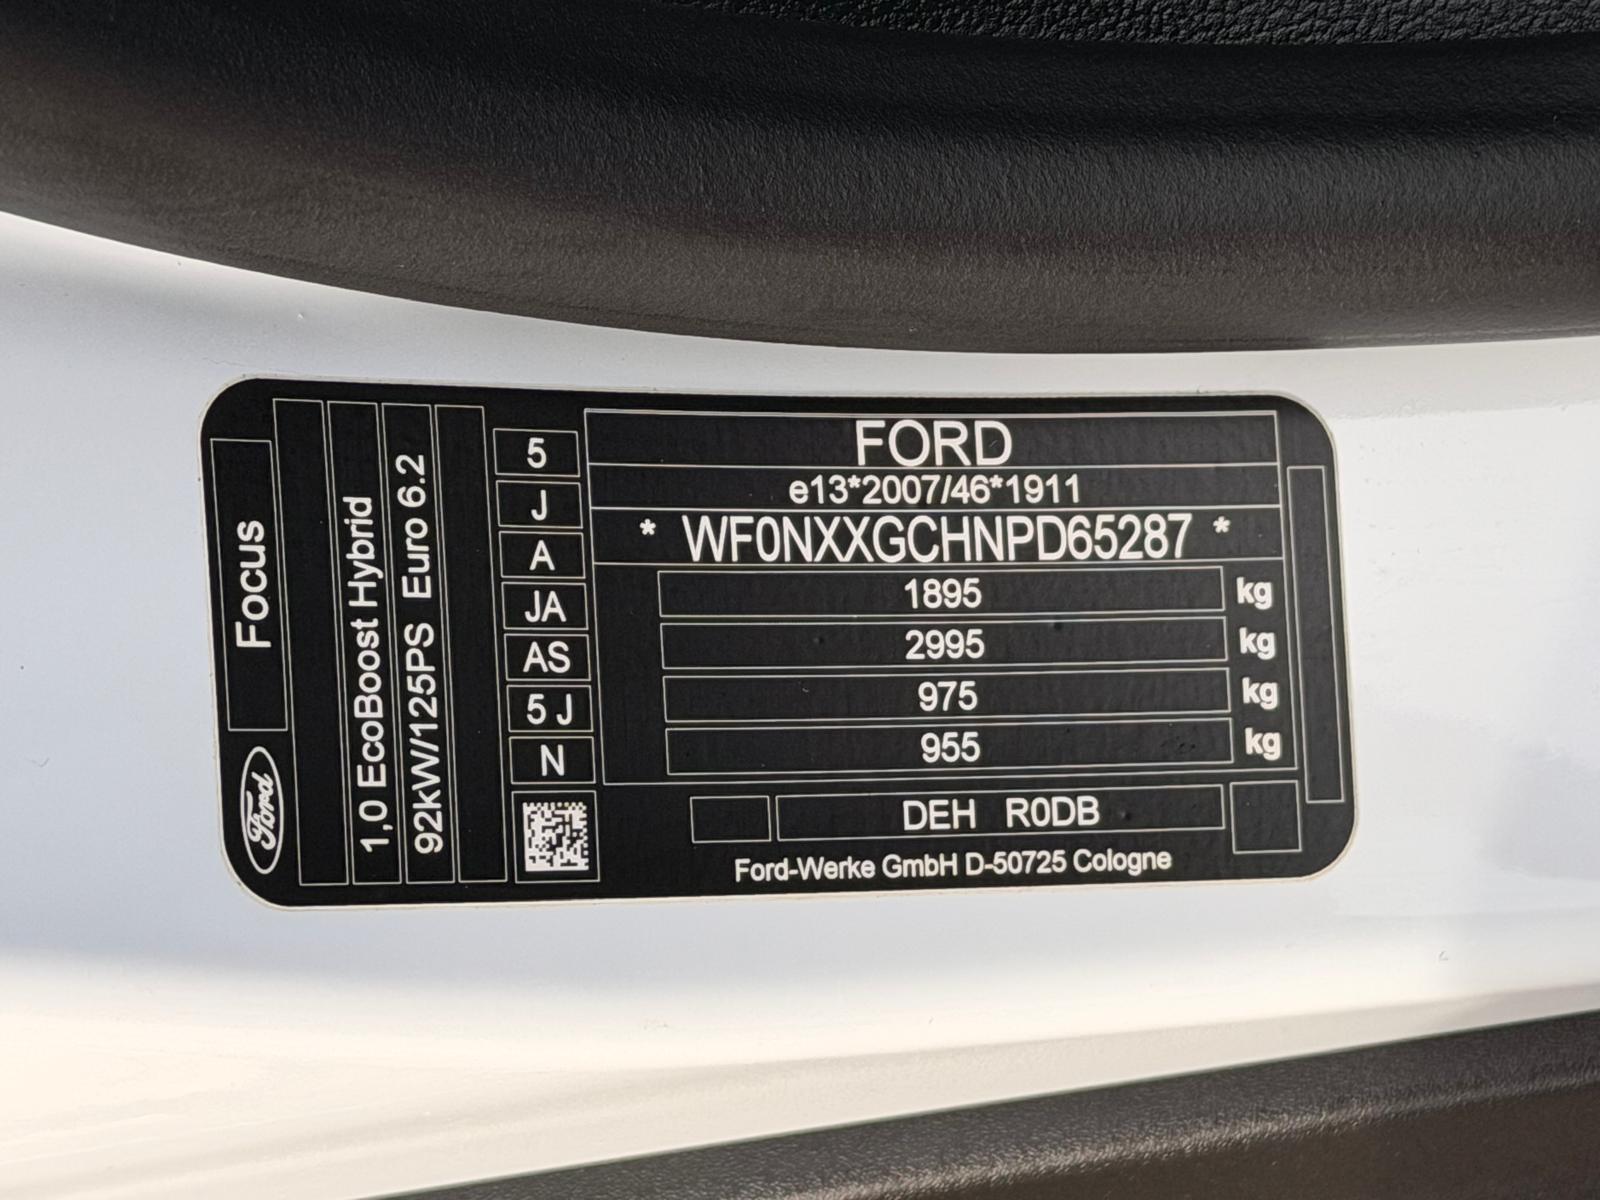 Focus
Ford
1,0 EcoBoost Hybrid
92kW/125PS Euro 6.2
5
J
A
JA
AS
5 J
N
FORD
e13*2007/46*1911
* WF0NXXGCHNPD65287 *
1895 kg
2995 kg
975 kg
955 kg
DEH R0DB
Ford-Werke GmbH D-50725 Cologne